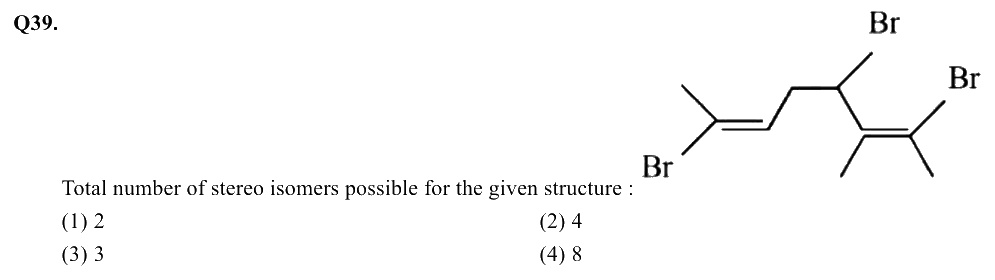 Q39.
Br
Br
Br
Total number of stereo isomers possible for the given structure :
(1) 2 (2) 4
(3) 3 (4) 8